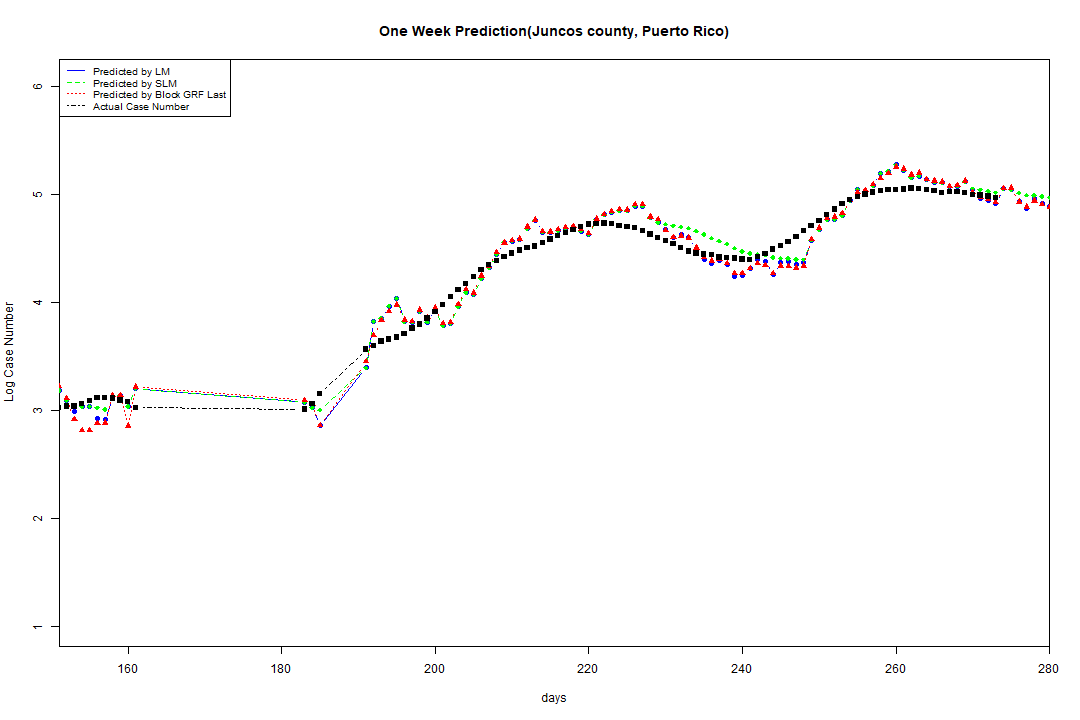 One Week Prediction(Juncos county, Puerto Rico)
Predicted by LM
Predicted by SLM
Predicted by Block GRF Last
Actual Case Number
Log Case Number
6
5
4
3
2
1
160 180 200 220 240 260 280
days